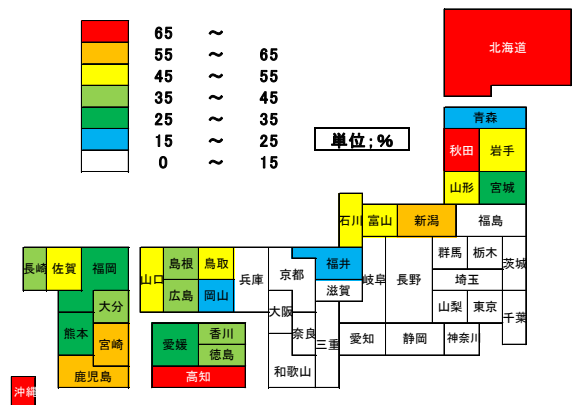 65 ～
55 ～ 65
45 ～ 55
35 ～ 45
25 ～ 35
15 ～ 25
0 ～ 15
単位;%
北海道
青森
秋田 岩手
山形 宮城
石川 富山 新潟 福島
群馬 栃木 茨城
長崎 佐賀 福岡
山口 島根 鳥取 兵庫 京都 福井 岐阜 長野
埼玉
滋賀
広島 岡山
山梨 東京 千葉
大分
大阪
熊本 宮崎
愛媛 香川
奈良 三重 愛知 静岡 神奈川
徳島
鹿児島
高知
和歌山
沖縄